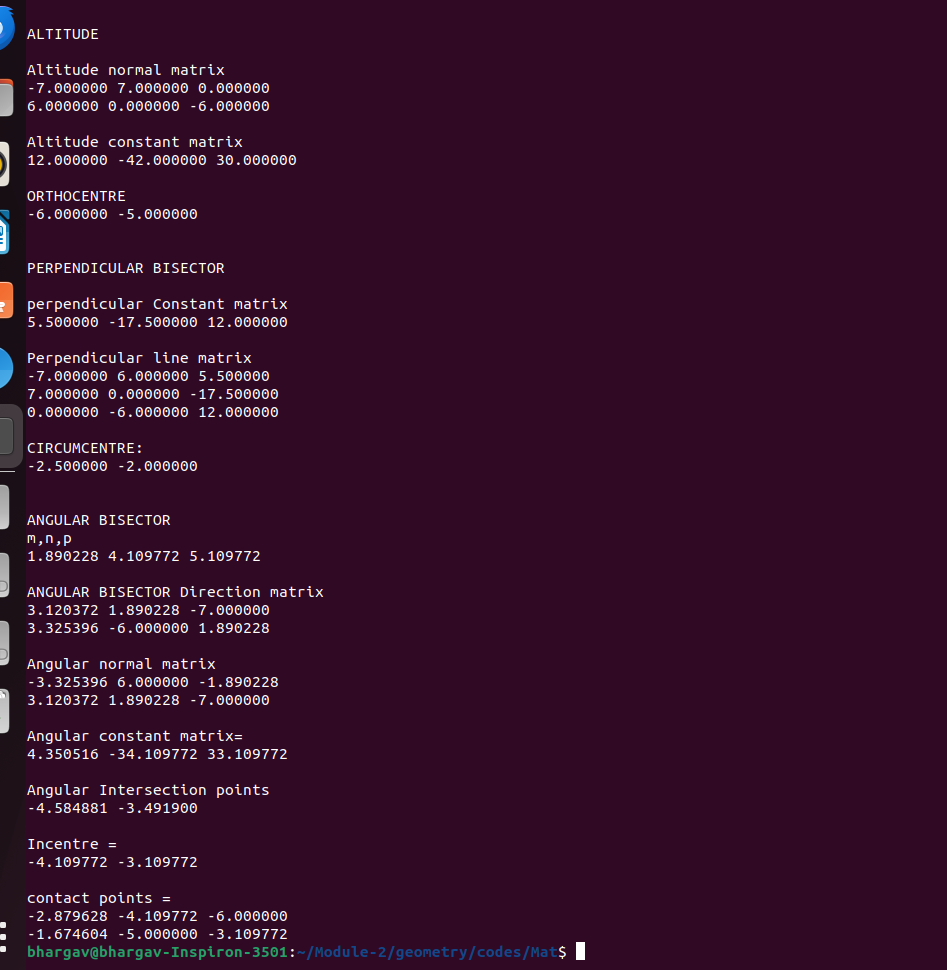 ALTITUDE
Altitude normal matrix
-7.000000 7.000000 0.000000
6.000000 0.000000 -6.000000
Altitude constant matrix
12.000000 -42.000000 30.000000
ORTHOCENTRE
-6.000000 -5.000000
PERPENDICULAR BISECTOR
perpendicular Constant matrix
5.500000 -17.500000 12.000000
Perpendicular line matrix
-7.000000 6.000000 5.500000
7.000000 0.000000 -17.500000
0.000000 -6.000000 12.000000
CIRCUMCENTRE:
-2.500000 -2.000000
ANGULAR BISECTOR
m,n,p
1.890228 4.109772 5.109772
ANGULAR BISECTOR Direction matrix
3.120372 1.890228 -7.000000
3.325396 -6.000000 1.890228
Angular normal matrix
-3.325396 6.000000 -1.890228
3.120372 1.890228 -7.000000
Angular constant matrix=
4.350516 -34.109772 33.109772
Angular Intersection points
-4.584881 -3.491900
Incentre =
-4.109772 -3.109772
contact points =
-2.879628 -4.109772 -6.000000
-1.674604 -5.000000 -3.109772
bhargav@bhargav-Inspiron-3501:~/Module-2/geometry/codes/Mat$